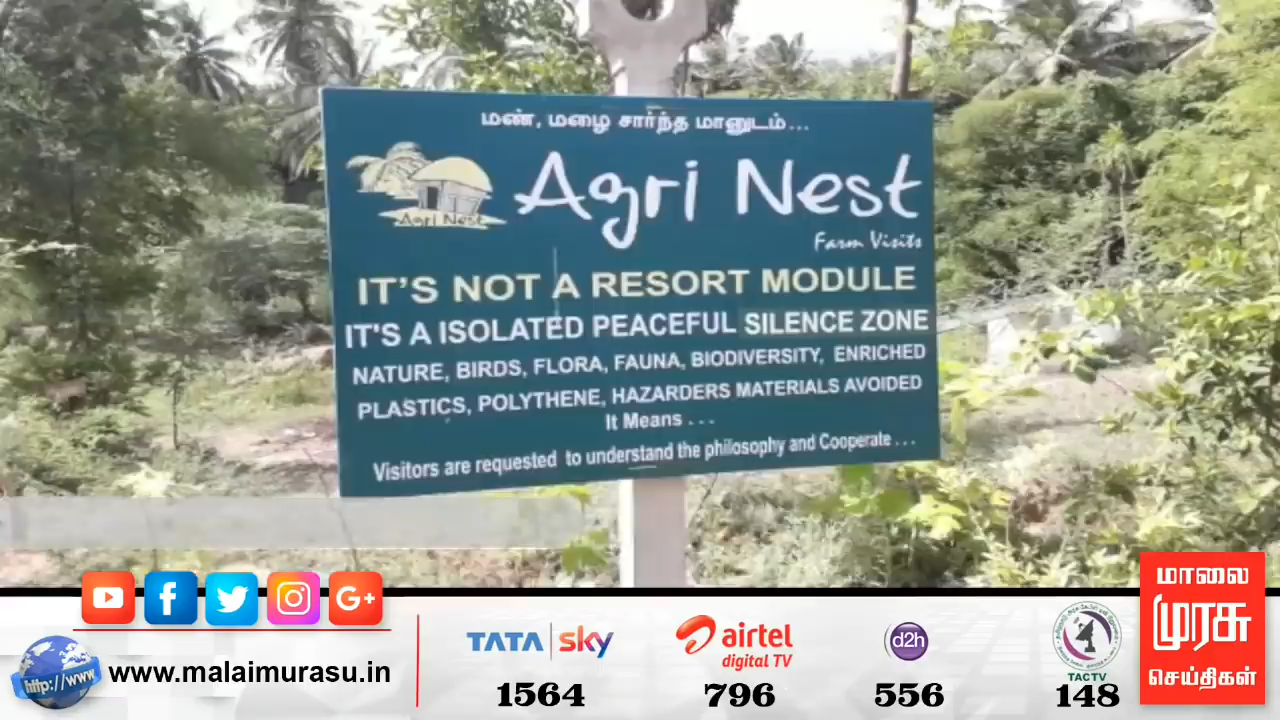 மண், மழை சார்ந்த மானுடம்...
Agri Nest
Agri Nest
Farm Visits
IT'S NOT A RESORT MODULE
IT'S A ISOLATED PEACEFUL SILENCE ZONE
NATURE, BIRDS, FLORA, FAUNA, BIODIVERSITY, ENRICHED
PLASTICS, POLYTHENE, HAZARDERS MATERIALS AVOIDED
It Means . . .
Visitors are requested to understand the philosophy and Cooperate . . .
மாலை
முரசு
செய்திகள்
G+
http://www
www.malaimurasu.in
TATA sky
1564
airtel
digital TV
796
d2h
556
TACTV
148